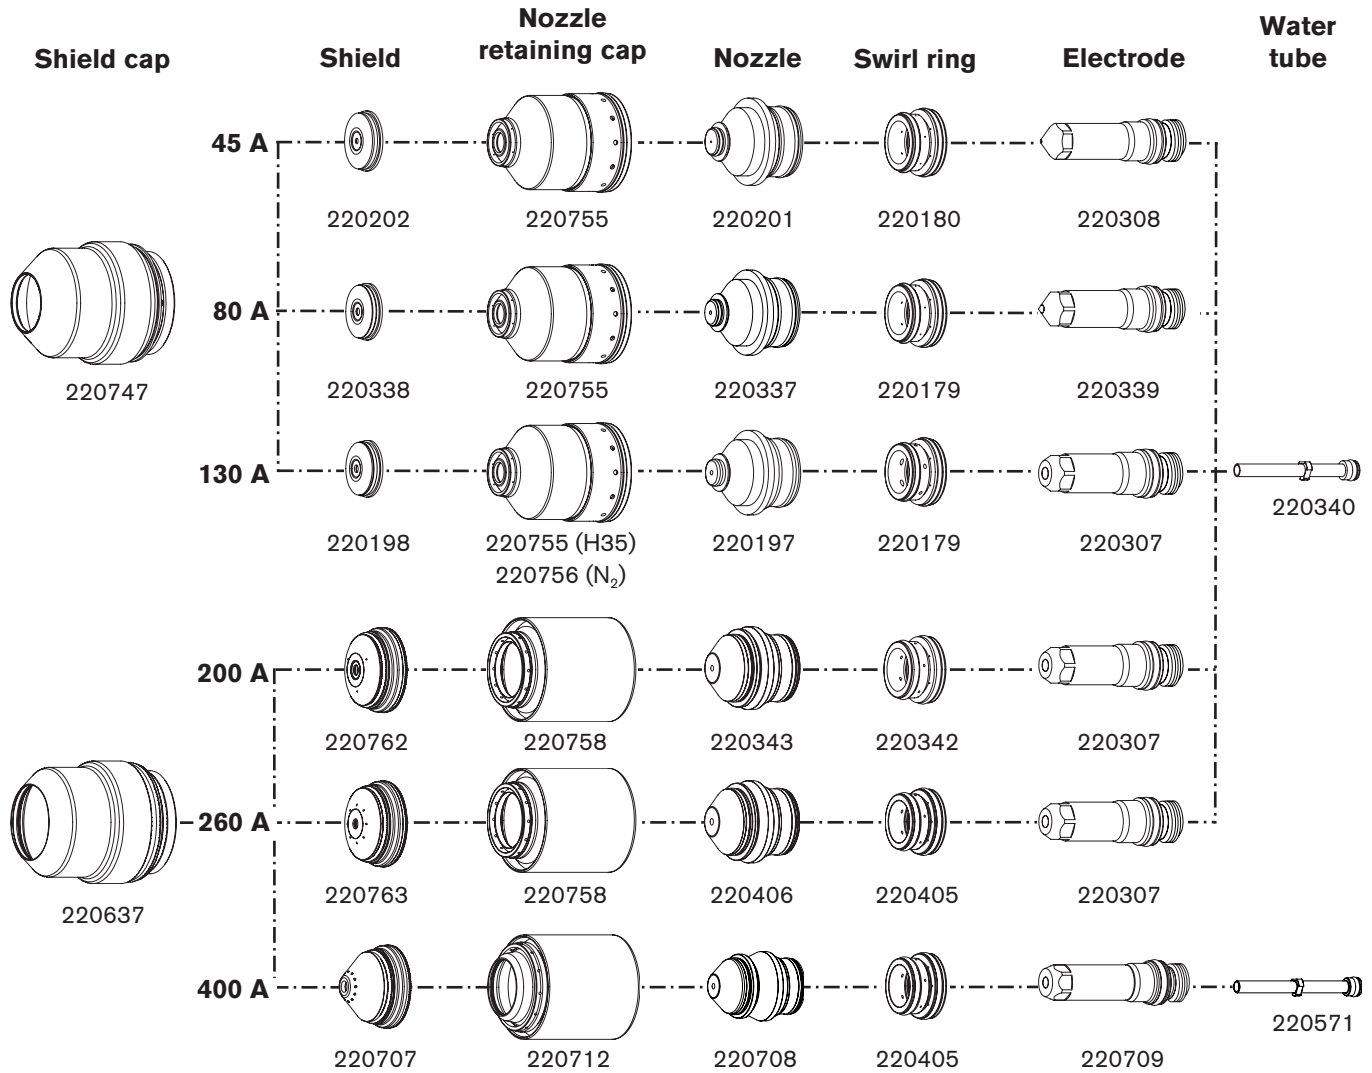 Shield cap
Shield
Nozzle
retaining cap
Nozzle
Swirl ring
Electrode
Water
tube
45 A
220202
220755
220201
220180
220308
80 A
220747
220338
220755
220337
220179
220339
130 A
220340
220198
220755 (H35)
220756 (N₂)
220197
220179
220307
200 A
220762
220758
220343
220342
220307
260 A
220637
220763
220758
220406
220405
220307
400 A
220571
220707
220712
220708
220405
220709